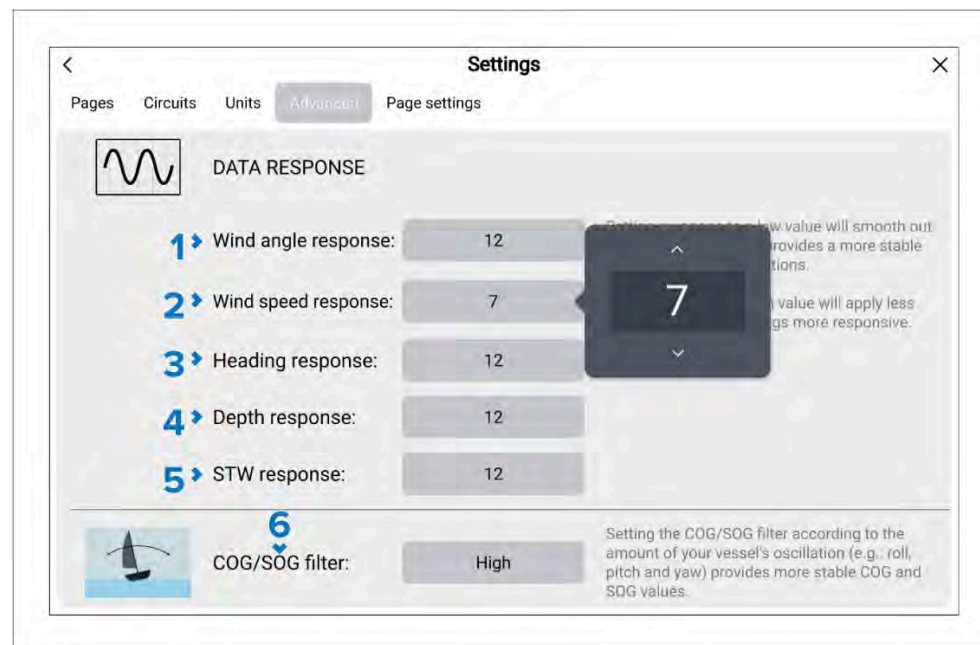 Settings
Pages Circuits Units Advanced Page settings
DATA RESPONSE
1 Wind angle response: 12
2 Wind speed response: 7
3 Heading response: 12
4 Depth response: 12
5 STW response: 12
7
low value will smooth out
provides a more stable
value will apply less
more responsive.
6
COG/SOG filter: High
Setting the COG/SOG filter according to the
amount of your vessel's oscillation (e.g.: roll,
pitch and yaw) provides more stable COG and
SOG values.